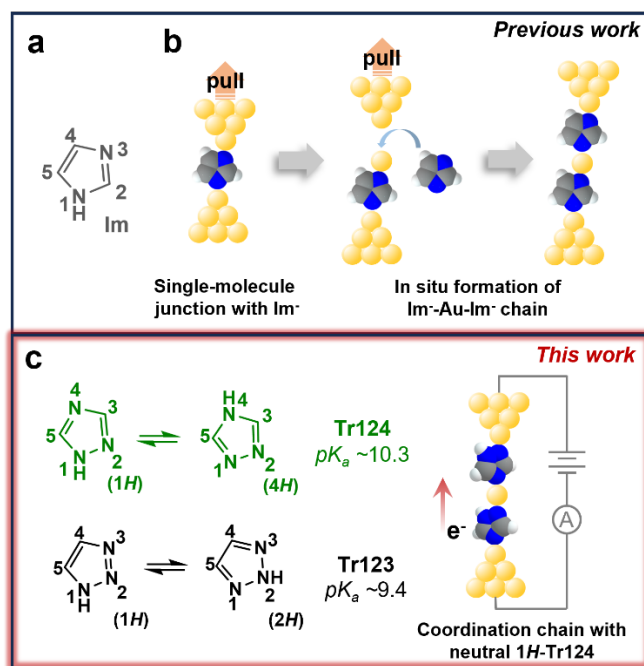 a
b
Previous work
pull
pull
4
N 3
5
2
1 N
H
Im
Single-molecule
junction with Im⁻
In situ formation of
Im⁻-Au-Im⁻ chain
c
This work
4
N
3
5
N 2
1 N
H
(1H)
H
N4
3
5
N 2
N
1
(4H)
Tr124
pKa ~10.3
4
N 3
5
N 2
1 N
H
(1H)
4
N 3
5
NH
2
N
1
(2H)
Tr123
pKa ~9.4
e⁻
A
Coordination chain with
neutral 1H-Tr124